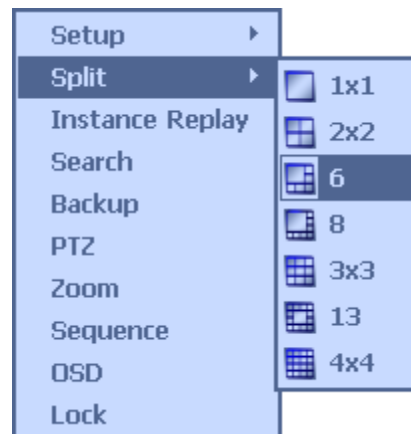 Setup
Split
Instance Replay
Search
Backup
PTZ
Zoom
Sequence
OSD
Lock
1x1
2x2
6
8
3x3
13
4x4